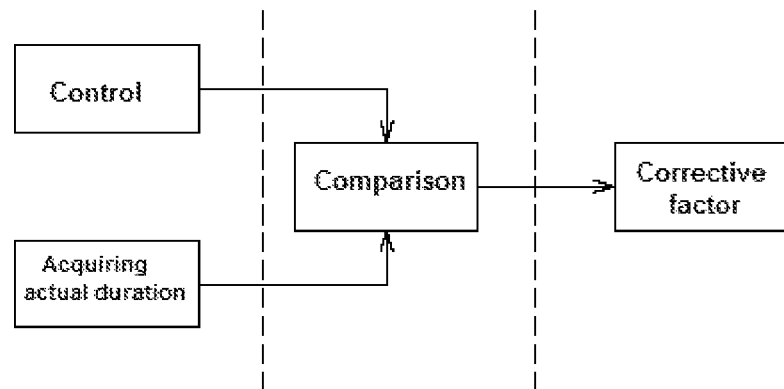 Control
Comparison
Corrective
factor
Acquiring
actual duration